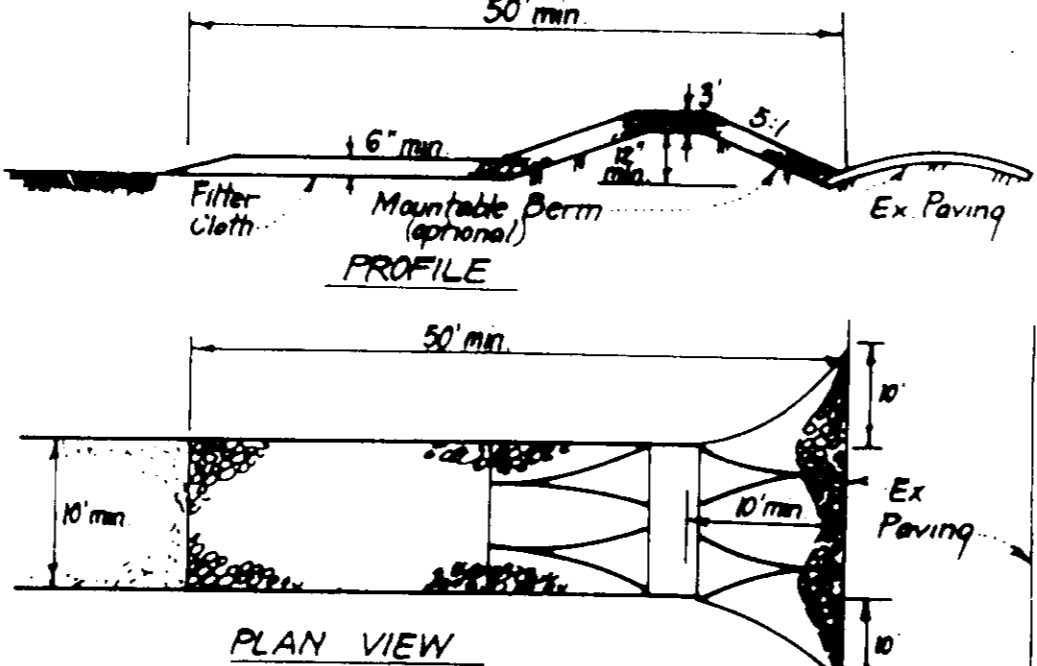 50' min.
3'
5:1
6" min.
12"
min.
Filter
Cloth
Mountable Berm
(optional)
Ex. Paving
PROFILE
50' min.
10'
10' min.
10' min.
Ex
Paving
PLAN VIEW
10'